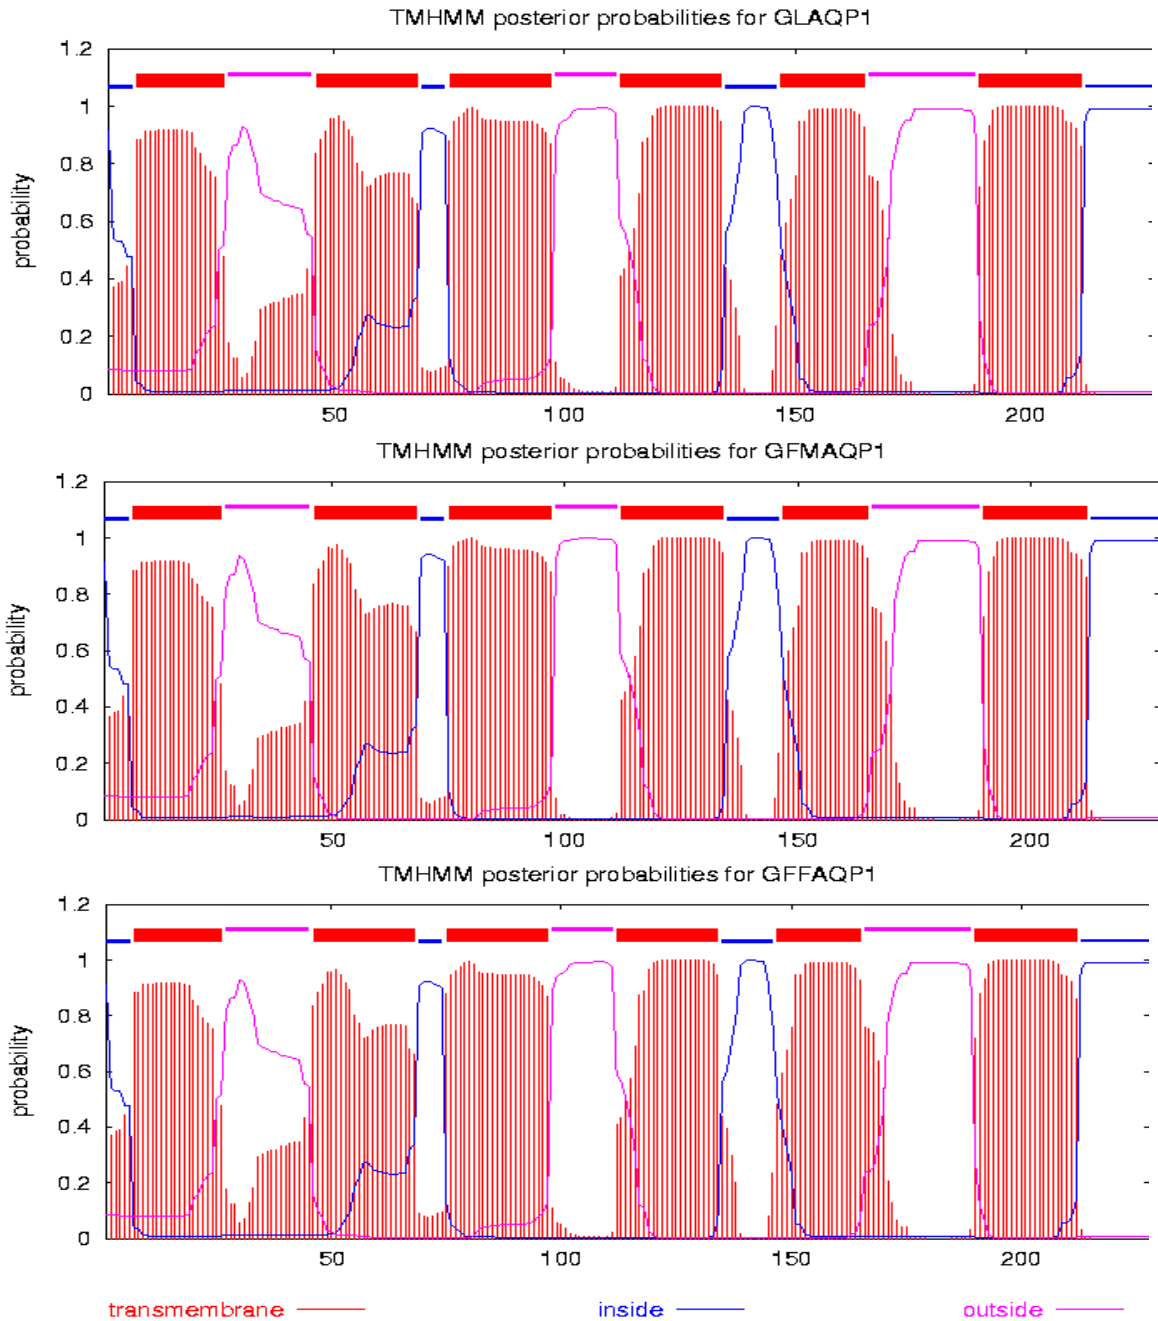 TMHMM posterior probabilities for GLAQP1
1.2
1
0.8
0.6
0.4
0.2
0
probability
50 100 150 200
TMHMM posterior probabilities for GFMAQP1
1.2
1
0.8
0.6
0.4
0.2
0
probability
50 100 150 200
TMHMM posterior probabilities for GFFAQP1
1.2
1
0.8
0.6
0.4
0.2
0
probability
50 100 150 200
transmembrane inside outside